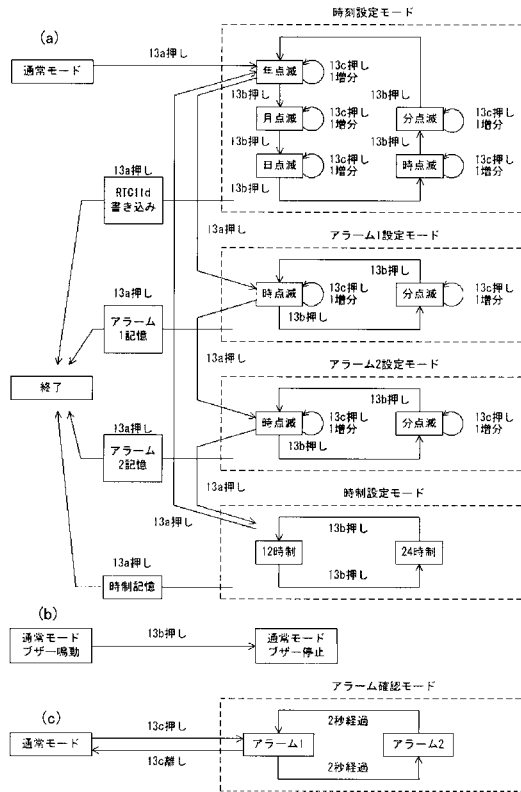 時刻設定モード
(a)
13a押し
通常モード
年点滅
13c押し
1増分
13b押し
13b押し
月点滅
13c押し
1増分
分点滅
13c押し
1増分
13b押し
13b押し
13a押し
日点滅
13c押し
1増分
時点滅
13c押し
1増分
RTC11d
書き込み
13b押し
アラーム1設定モード
13a押し
13a押し
13b押し
アラーム
1記憶
時点滅
13c押し
1増分
分点滅
13c押し
1増分
13b押し
13a押し
アラーム2設定モード
終了
13b押し
13a押し
時点滅
13c押し
1増分
分点滅
13c押し
1増分
アラーム
2記憶
13b押し
13a押し
時制設定モード
13a押し
13b押し
12時制
24時制
13a押し
13b押し
時制記憶
(b)
通常モード
ブザー鳴動
13b押し
通常モード
ブザー停止
アラーム確認モード
(c)
13c押し
2秒経過
通常モード
アラーム1
アラーム2
13c離し
2秒経過